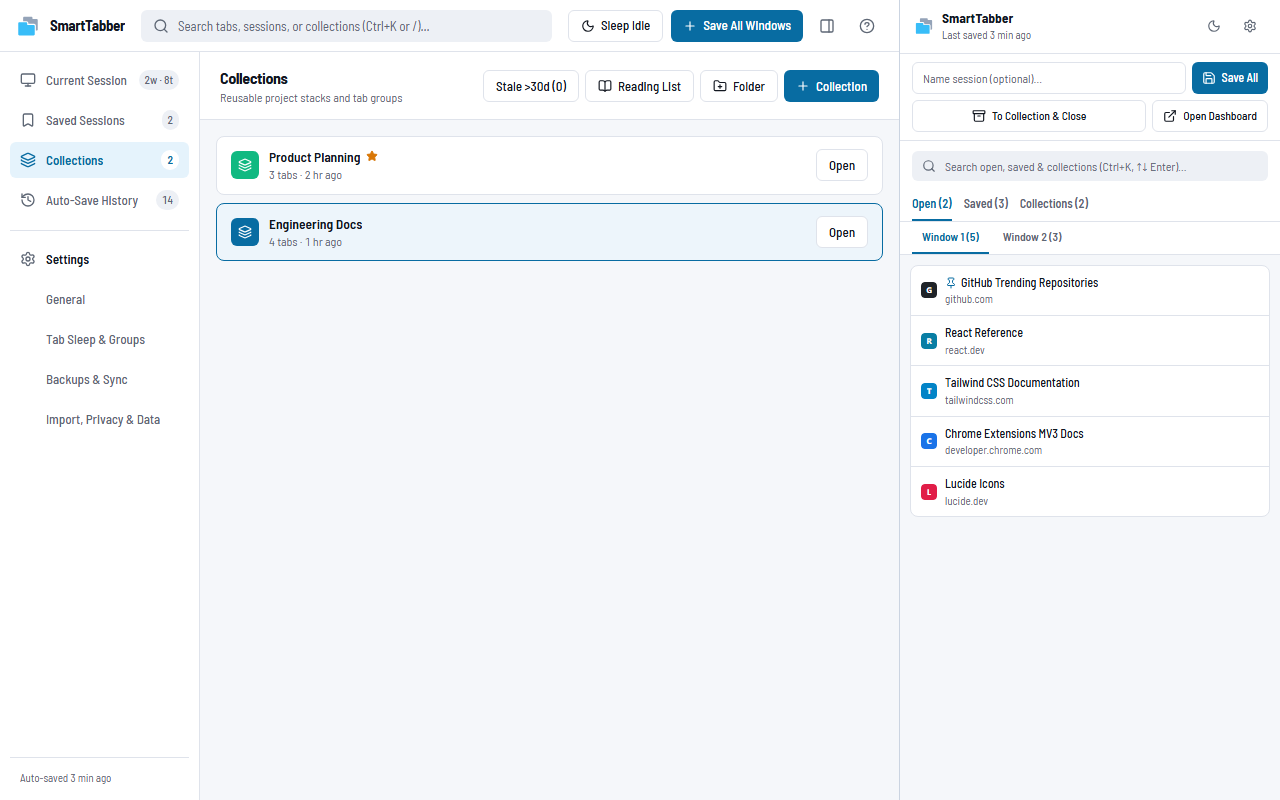 SmartTabber
Search tabs, sessions, or collections (Ctrl+K or /)...
Sleep Idle
Save All Windows
Current Session
2w · 8t
Saved Sessions
2
Collections
2
Auto-Save History
14
Settings
General
Tab Sleep & Groups
Backups & Sync
Import, Privacy & Data
Auto-saved 3 min ago
Collections
Reusable project stacks and tab groups
Stale >30d (0)
Reading List
Folder
Collection
Product Planning
3 tabs · 2 hr ago
Open
Engineering Docs
4 tabs · 1 hr ago
Open
SmartTabber
Last saved 3 min ago
Name session (optional)...
Save All
To Collection & Close
Open Dashboard
Search open, saved & collections (Ctrl+K, ↑↓ Enter)...
Open (2)
Saved (3)
Collections (2)
Window 1 (5)
Window 2 (3)
G
GitHub Trending Repositories
github.com
R
React Reference
react.dev
T
Tailwind CSS Documentation
tailwindcss.com
C
Chrome Extensions MV3 Docs
developer.chrome.com
L
Lucide Icons
lucide.dev